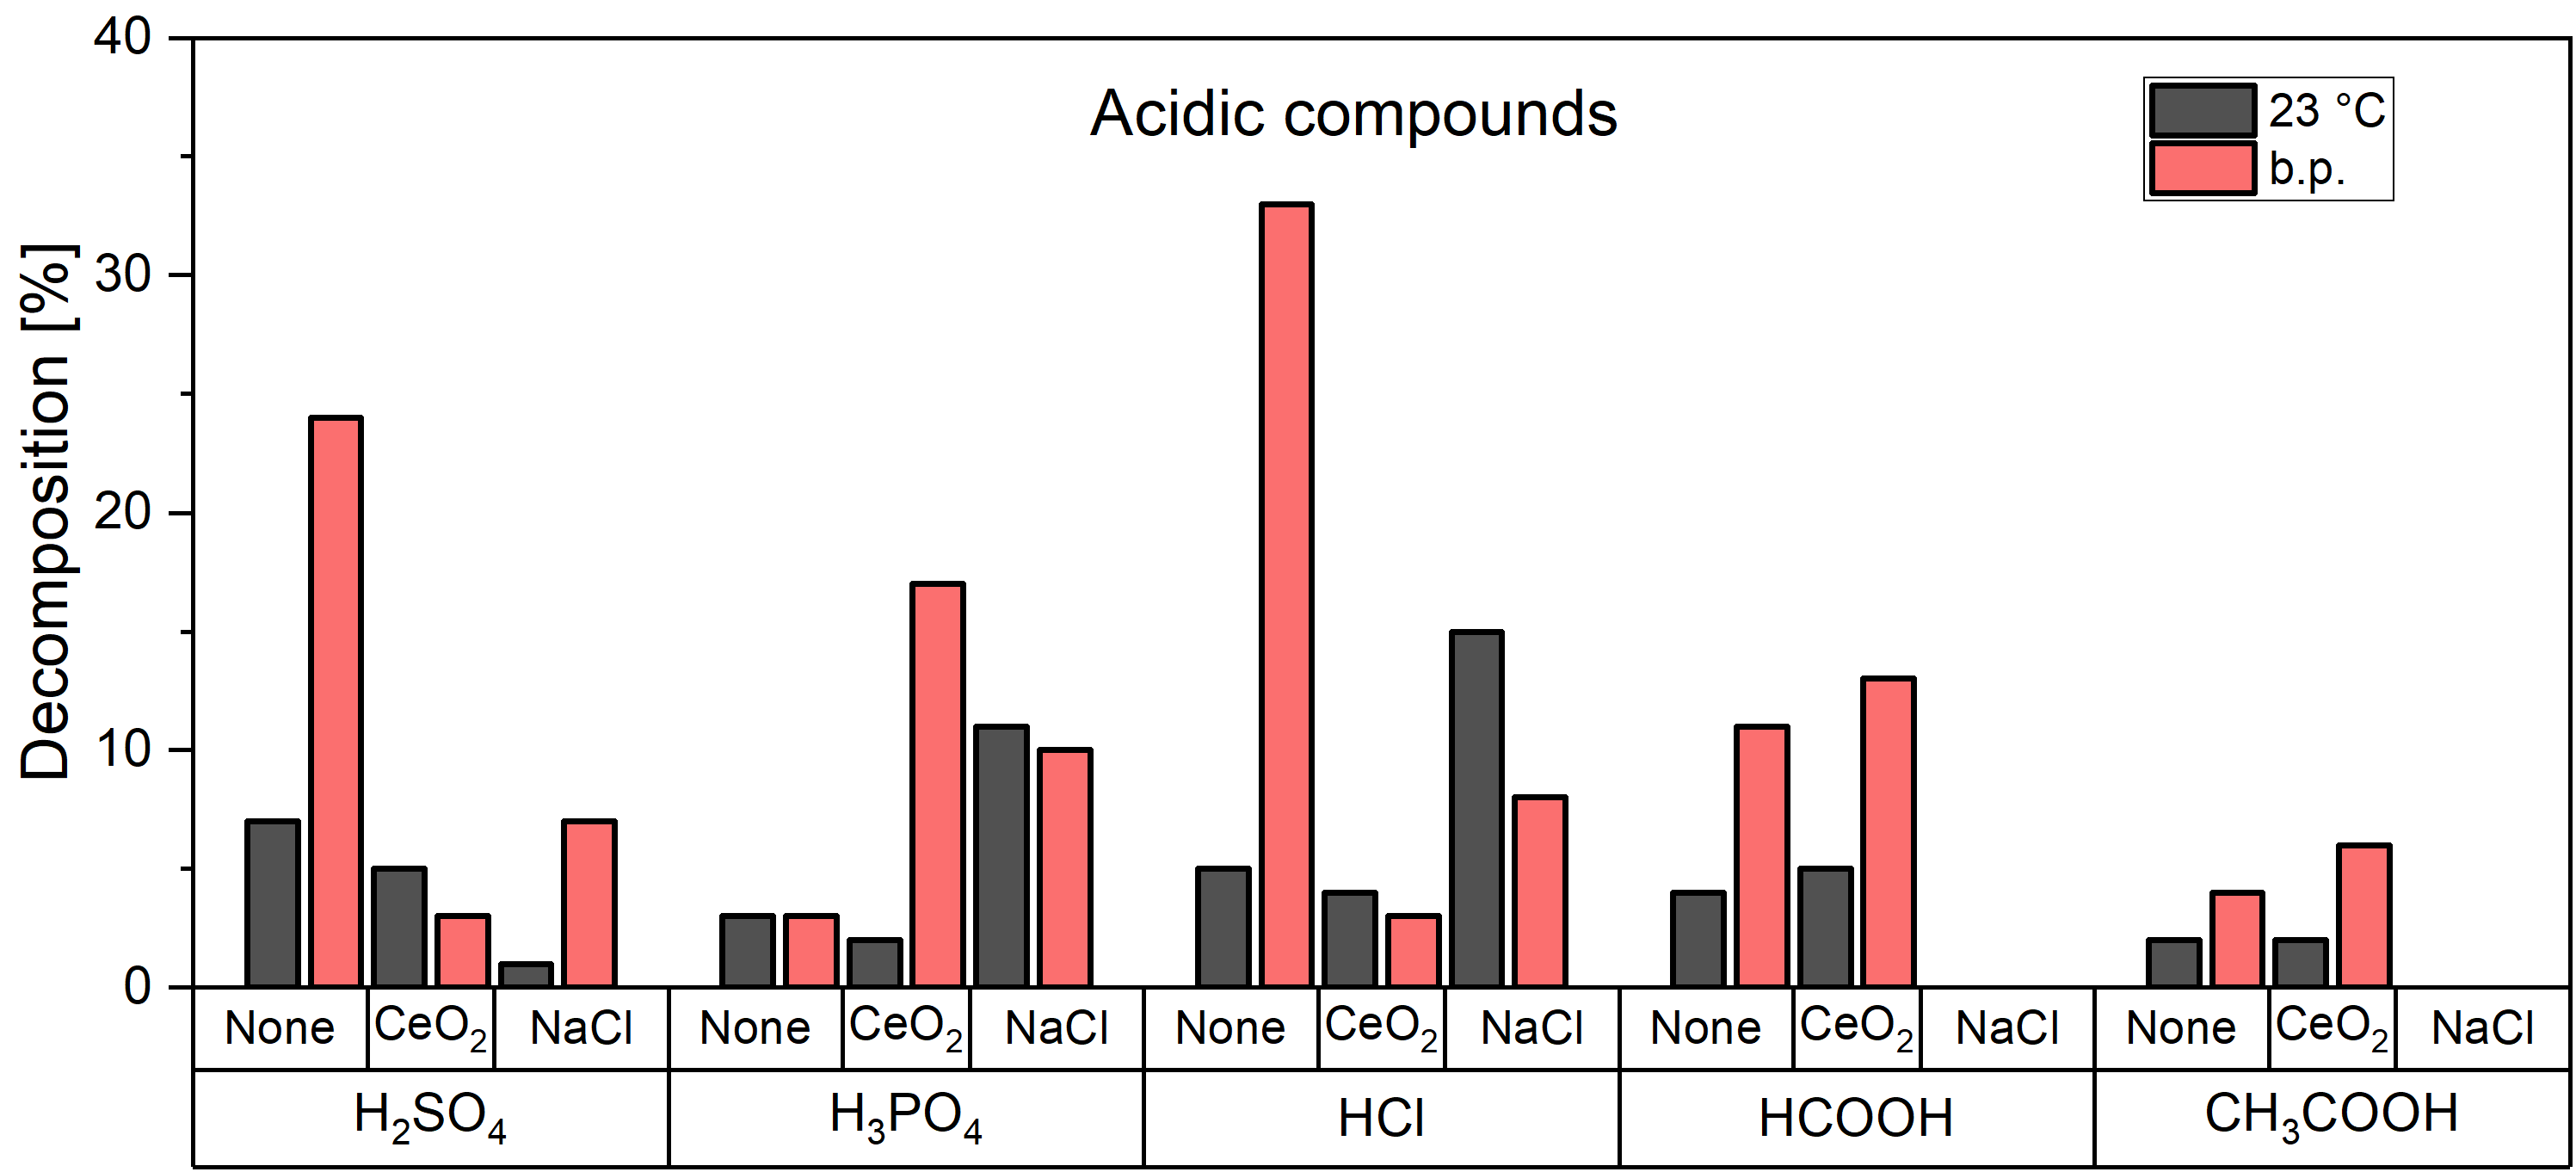 Acidic compounds
23 °C
b.p.
Decomposition [%]
40
30
20
10
0
None CeO₂ NaCl None CeO₂ NaCl None CeO₂ NaCl None CeO₂ NaCl None CeO₂ NaCl
H₂SO₄ H₃PO₄ HCl HCOOH CH₃COOH